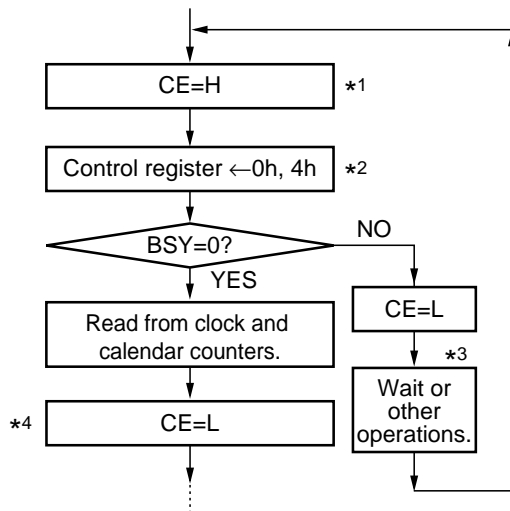 CE=H
*1
Control register ←0h, 4h
*2
BSY=0?
NO
YES
Read from clock and
calendar counters.
CE=L
*3
Wait or
other
operations.
*4
CE=L